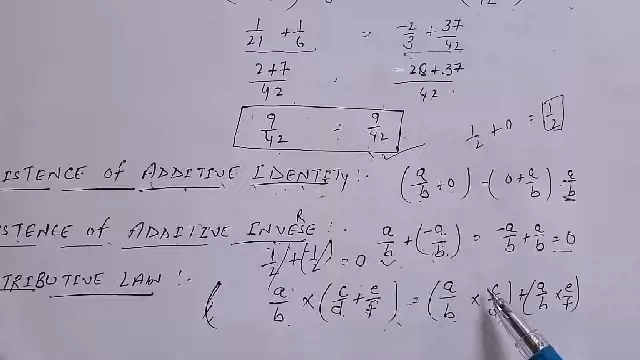 1/21 + 1/6 = -2/3 + 37/42
2+7/42 = -28+37/42
9/42 = 9/42
1/2 + 0 = 1/2
ISTENCE of ADDITIVE IDENTITY:- (a/b + 0) = (0 + a/b) = a/b
STENCE of ADDITIVE INVERSE:- a/b + (-a/b) = -a/b + a/b = 0
1/2 + (-1/2) = 0
TRIBUTIVE LAW:- a/b × (c/d + e/f) = (a/b × c/d) + (a/b × e/f)